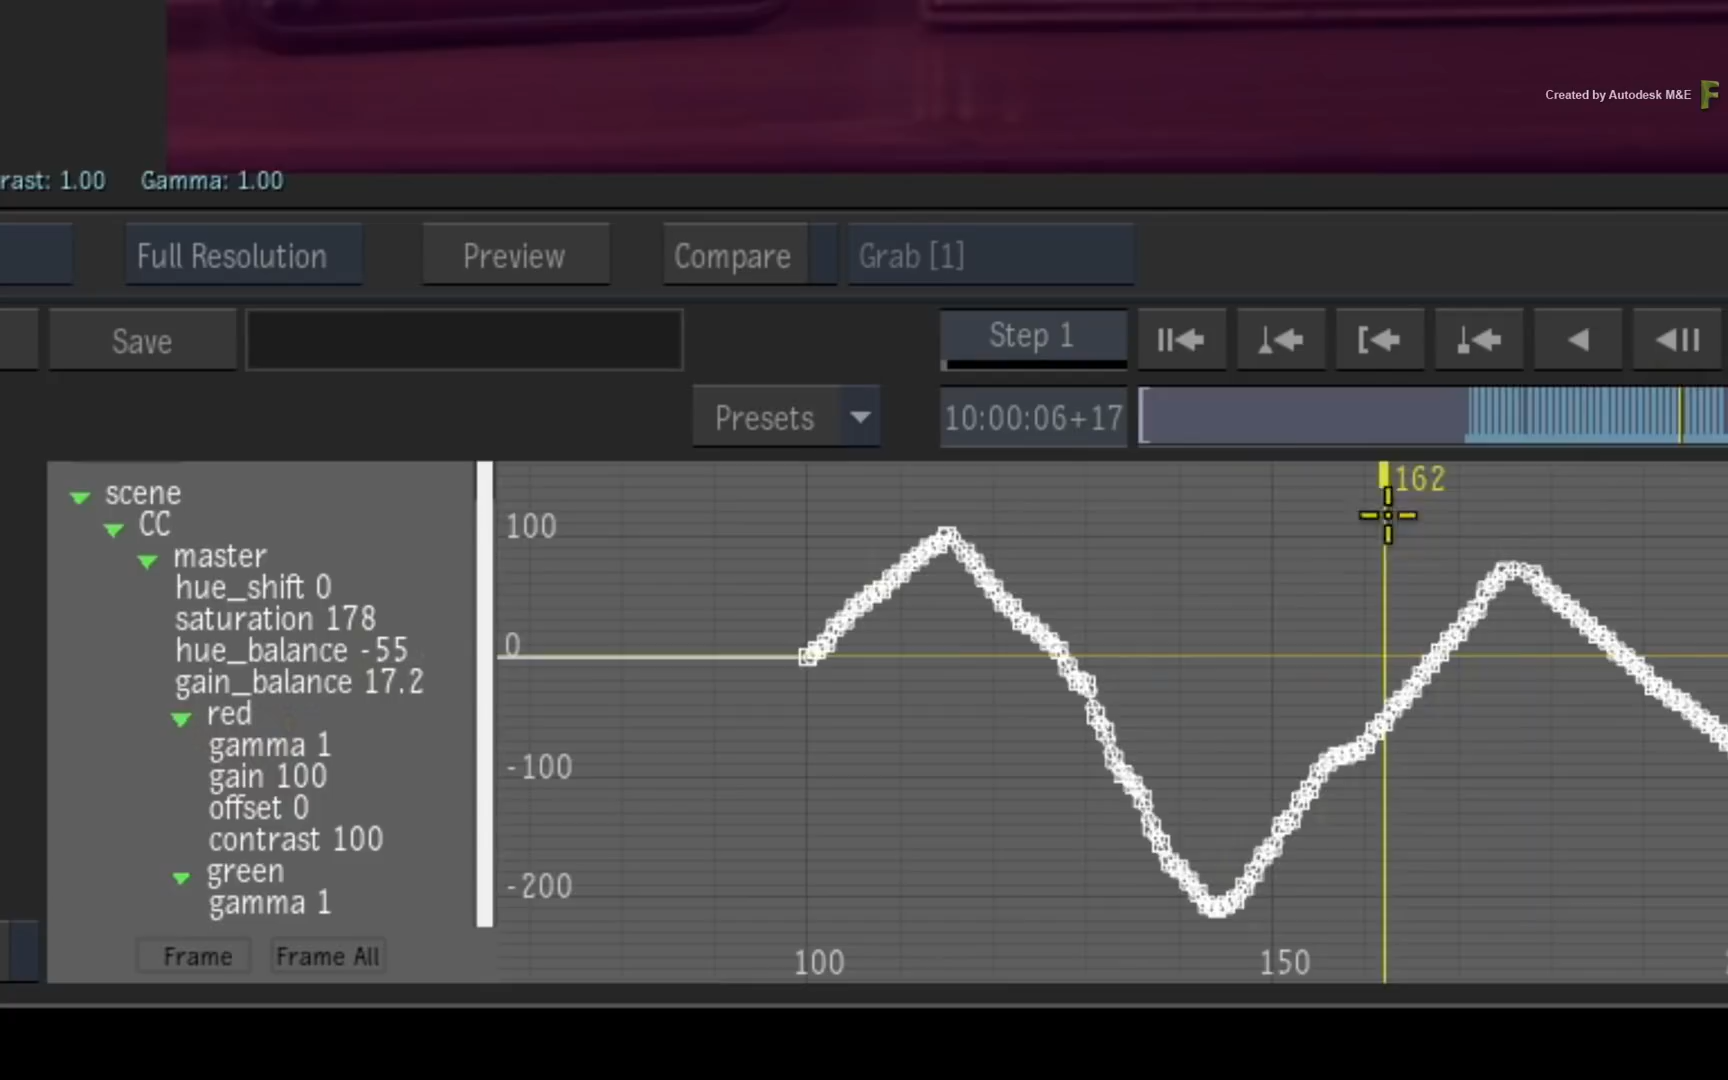 Created by Autodesk M&E
rast: 1.00 Gamma: 1.00
Full Resolution Preview Compare Grab [1]
Save Step 1
Presets 10:00:06+17
scene
CC
master
hue_shift 0
saturation 178
hue_balance -55
gain_balance 17.2
red
gamma 1
gain 100
offset 0
contrast 100
green
gamma 1
Frame Frame All
162
100
0
-100
-200
100 150